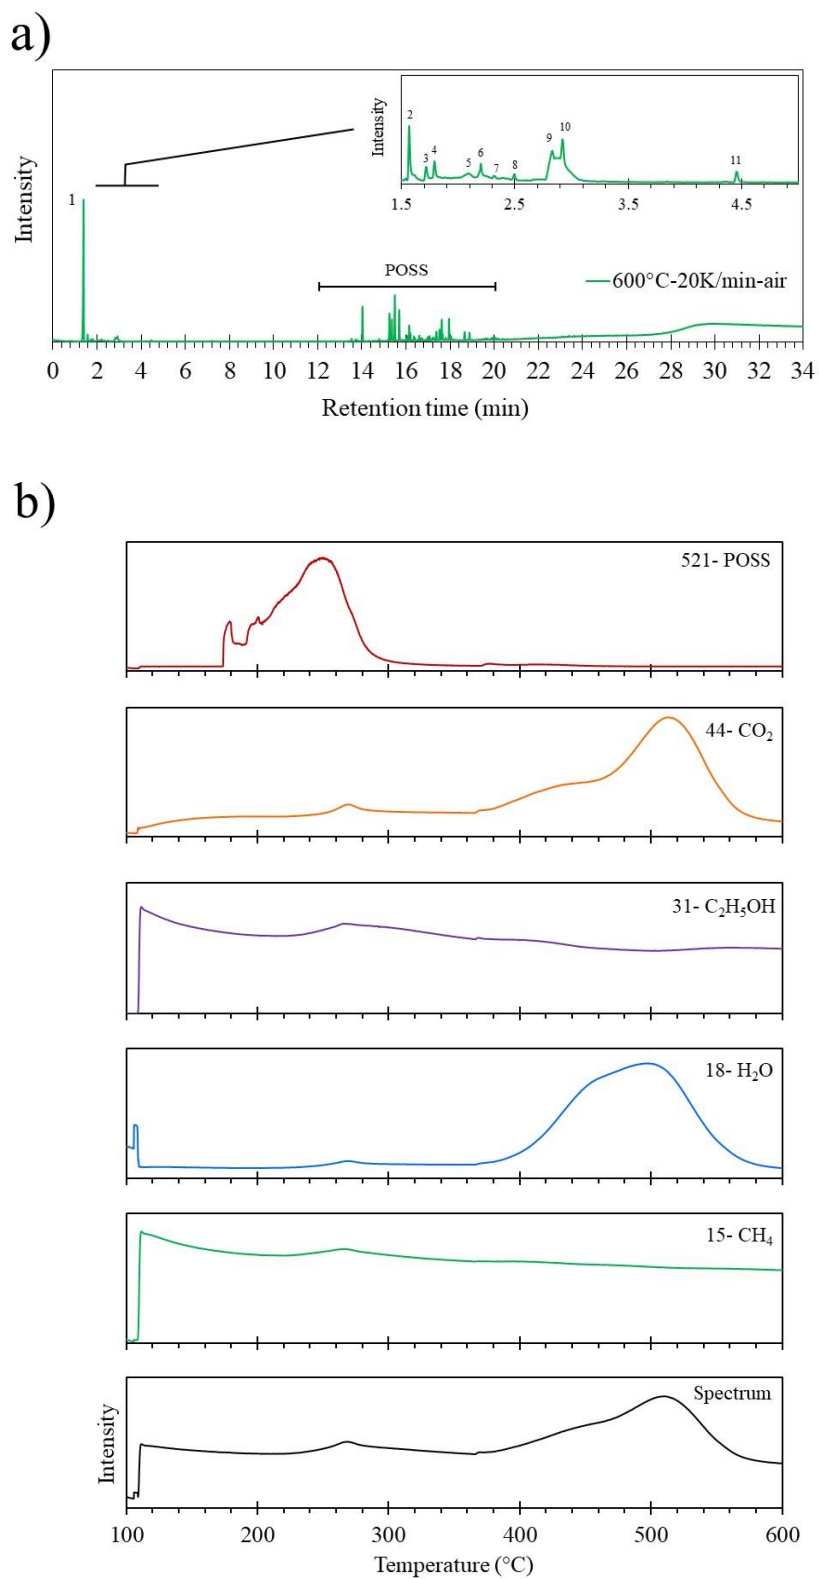 a)
Intensity
1
Intensity
2
3
4
5
6
7
8
9
10
11
1.5 2.5 3.5 4.5
POSS
600°C-20K/min-air
0 2 4 6 8 10 12 14 16 18 20 22 24 26 28 30 32 34
Retention time (min)
b)
521- POSS
44- CO₂
31- C₂H₅OH
18- H₂O
15- CH₄
Spectrum
Intensity
100 200 300 400 500 600
Temperature (°C)